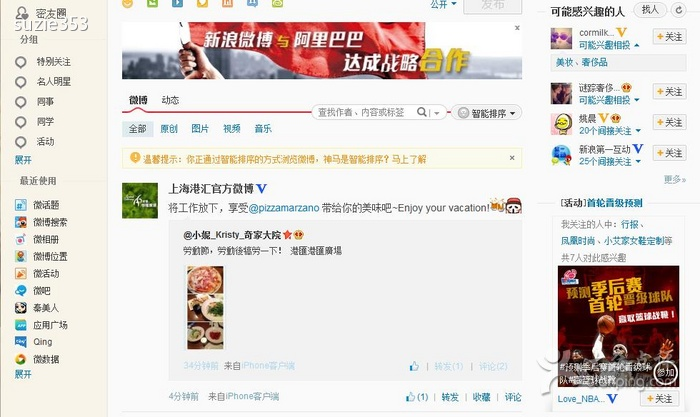 密友圈
suzie353
分组
特别关注
名人明星
同事
同学
活动
展开
最近使用
微话题
微博搜索
微相册
微博位置
微活动
微吧
泰美人
应用广场
Qing
微数据
展开
公开
发布
新浪微博与阿里巴巴
达成战略合作
微博 动态
查找作者、内容或标签
智能排序
全部 原创 图片 视频 音乐
温馨提示：你正通过智能排序的方式浏览微博，神马是智能排序？马上了解
上海港汇官方微博
将工作放下，享受@pizzamarzano 带给你的美味吧~Enjoy your vacation!
@小妮_Kristy_奇家大院
勞動節，勞動後犒勞一下！ 港匯港匯廣場
34分钟前 来自iPhone客户端
转发(1) 评论(2)
4分钟前 来自iPhone客户端
(1) 转发 收藏 评论
可能感兴趣的人 找人
cormilk...
可能兴趣相投
+关注
美妆、奢侈品
谜踪奢侈...
可能兴趣相投
+关注
姚晨
20个间接关注
+关注
新浪第一互动
25个间接关注
+关注
更多»
[活动]首轮晋级预测
我关注的人中：行报、
凤凰时尚、小艾家女鞋定制等
共7人对此感兴趣
预测季后赛
首轮晋级球队
赢取篮球战靴！
参加
Love_NBA...
+关注